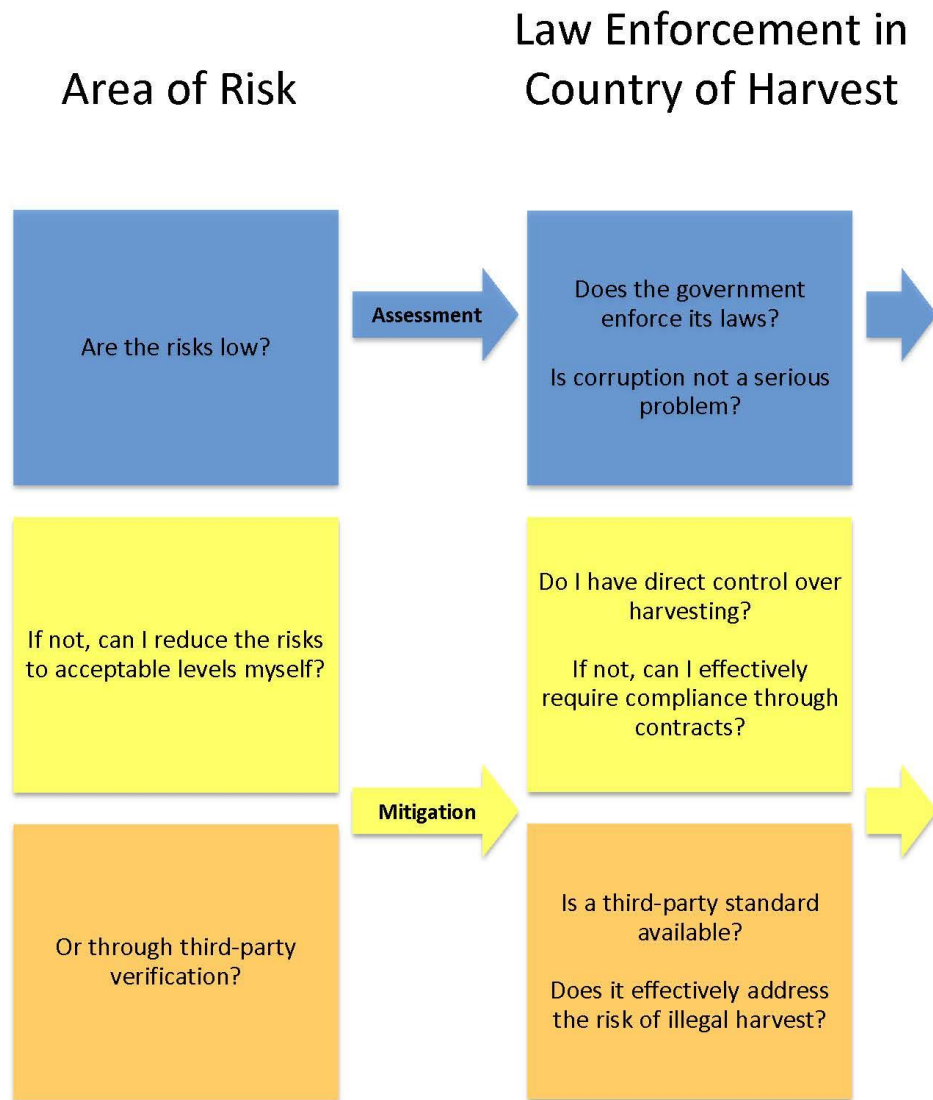 Area of Risk
Law Enforcement in
Country of Harvest
Are the risks low?
Assessment
Does the government
enforce its laws?
Is corruption not a serious
problem?
If not, can I reduce the risks
to acceptable levels myself?
Do I have direct control over
harvesting?
If not, can I effectively
require compliance through
contracts?
Mitigation
Or through third-party
verification?
Is a third-party standard
available?
Does it effectively address
the risk of illegal harvest?